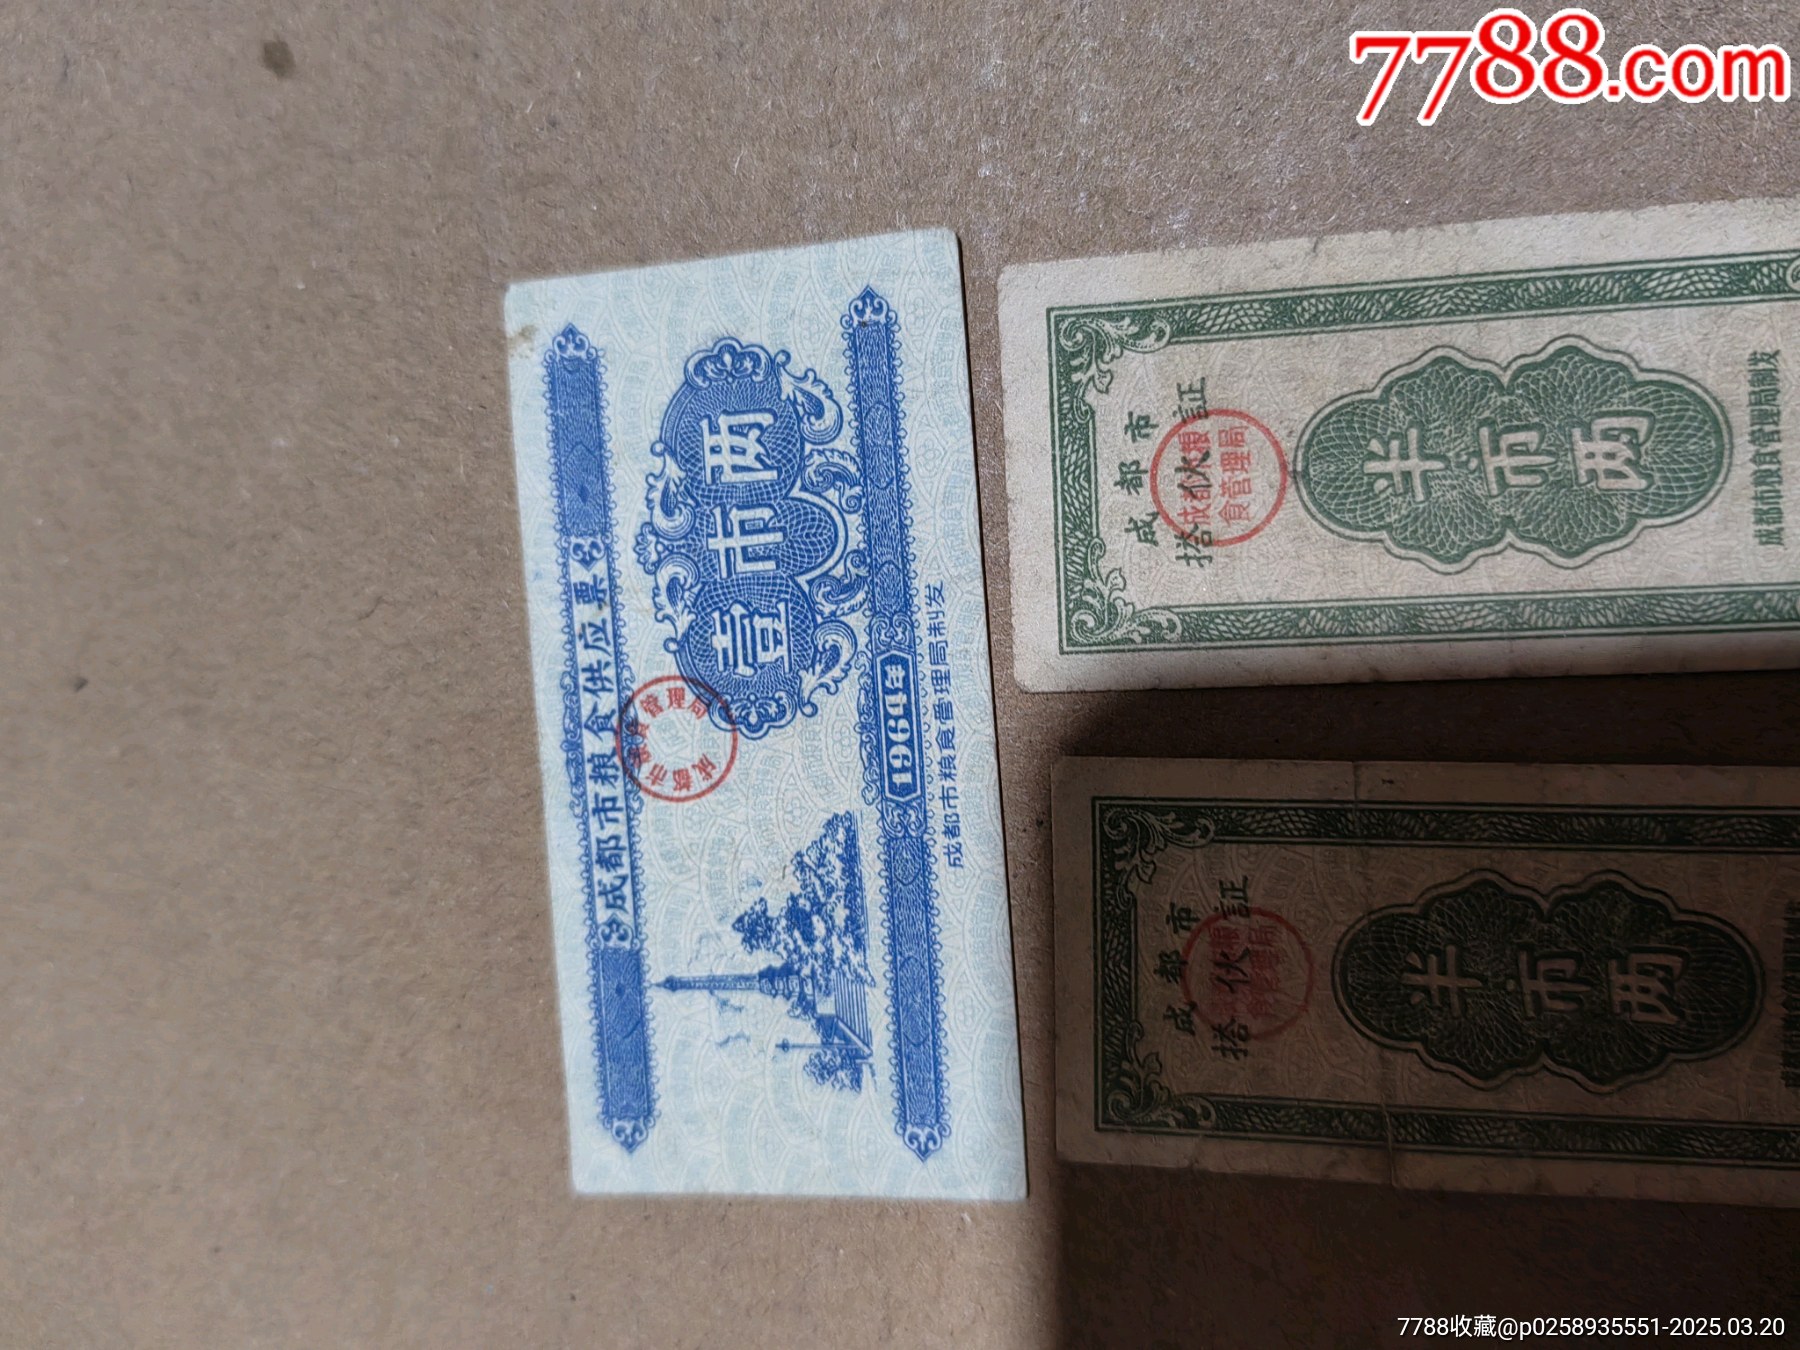 7788.com
成都市粮食供应票
壹市两
成都市粮食管理局
1964年
成都市粮食管理局制发
成都市
搭伙証
成都市粮食管理局
半市两
成都市粮食管理局制发
成都市
搭伙証
半市两
7788收藏@p0258935551-2025.03.20